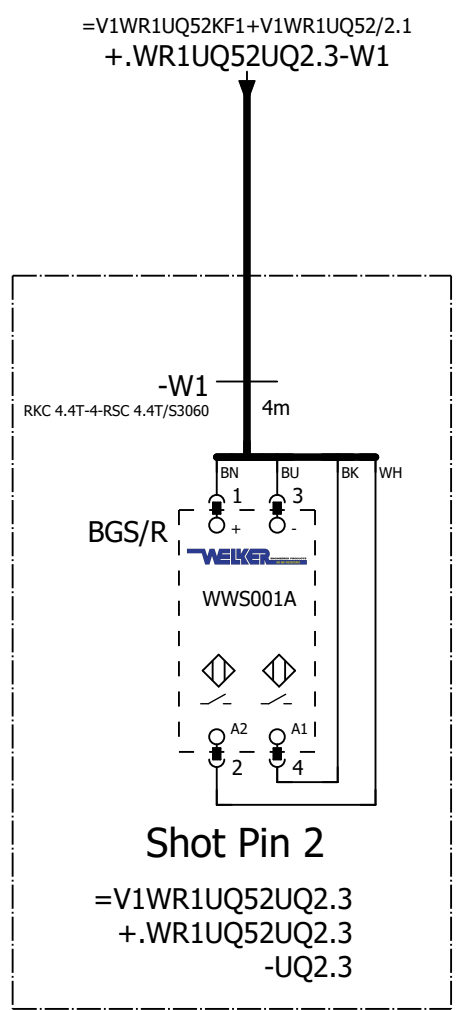 =V1WR1UQ52KF1+V1WR1UQ52/2.1
+.WR1UQ52UQ2.3-W1
-W1
RKC 4.4T-4-RSC 4.4T/S3060
4m
BN BU BK WH
1 3
BGS/R
+ -
WELKER
WWS001A
A2 A1
2 4
Shot Pin 2
=V1WR1UQ52UQ2.3
+.WR1UQ52UQ2.3
-UQ2.3